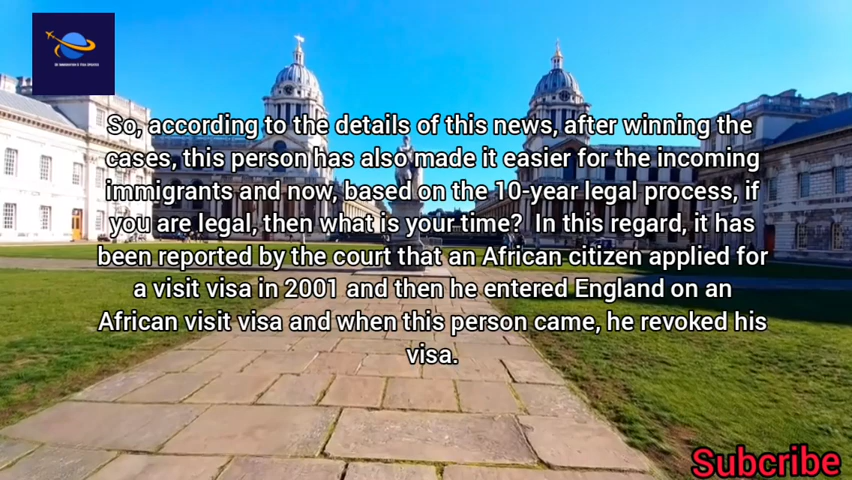 UK IMMIGRATION & VISA UPDATES
So, according to the details of this news, after winning the
cases, this person has also made it easier for the incoming
immigrants and now, based on the 10-year legal process, if
you are legal, then what is your time? In this regard, it has
been reported by the court that an African citizen applied for
a visit visa in 2001 and then he entered England on an
African visit visa and when this person came, he revoked his
visa.
Subcribe